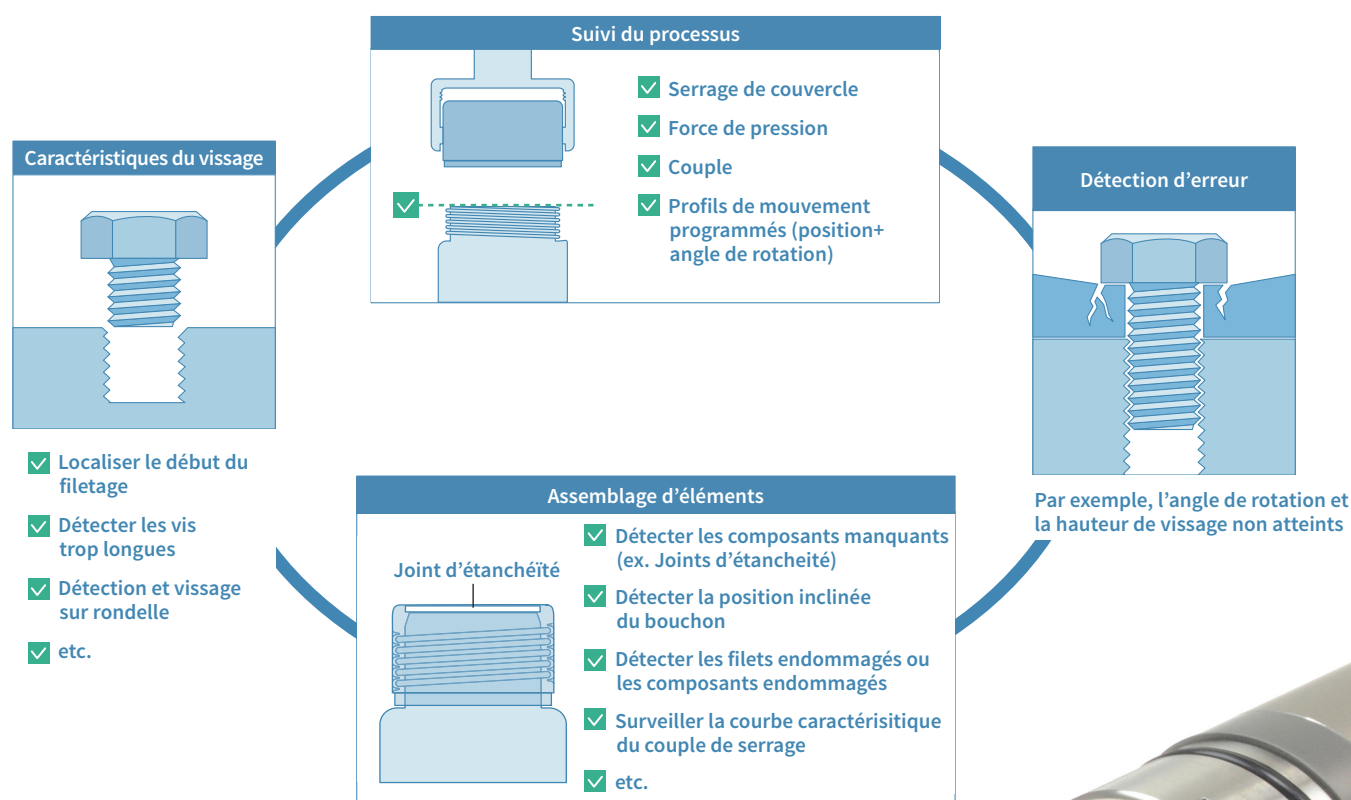 Suivi du processus
Serrage de couvercle
Force de pression
Couple
Profils de mouvement
programmés (position+
angle de rotation)
Caractéristiques du vissage
Localiser le début du
filetage
Détecter les vis
trop longues
Détection et vissage
sur rondelle
etc.
Détection d’erreur
Par exemple, l’angle de rotation et
la hauteur de vissage non atteints
Assemblage d’éléments
Joint d’étanchéïté
Détecter les composants manquants
(ex. Joints d’étancheité)
Détecter la position inclinée
du bouchon
Détecter les filets endommagés ou
les composants endommagés
Surveiller la courbe caractérisitique
du couple de serrage
etc.